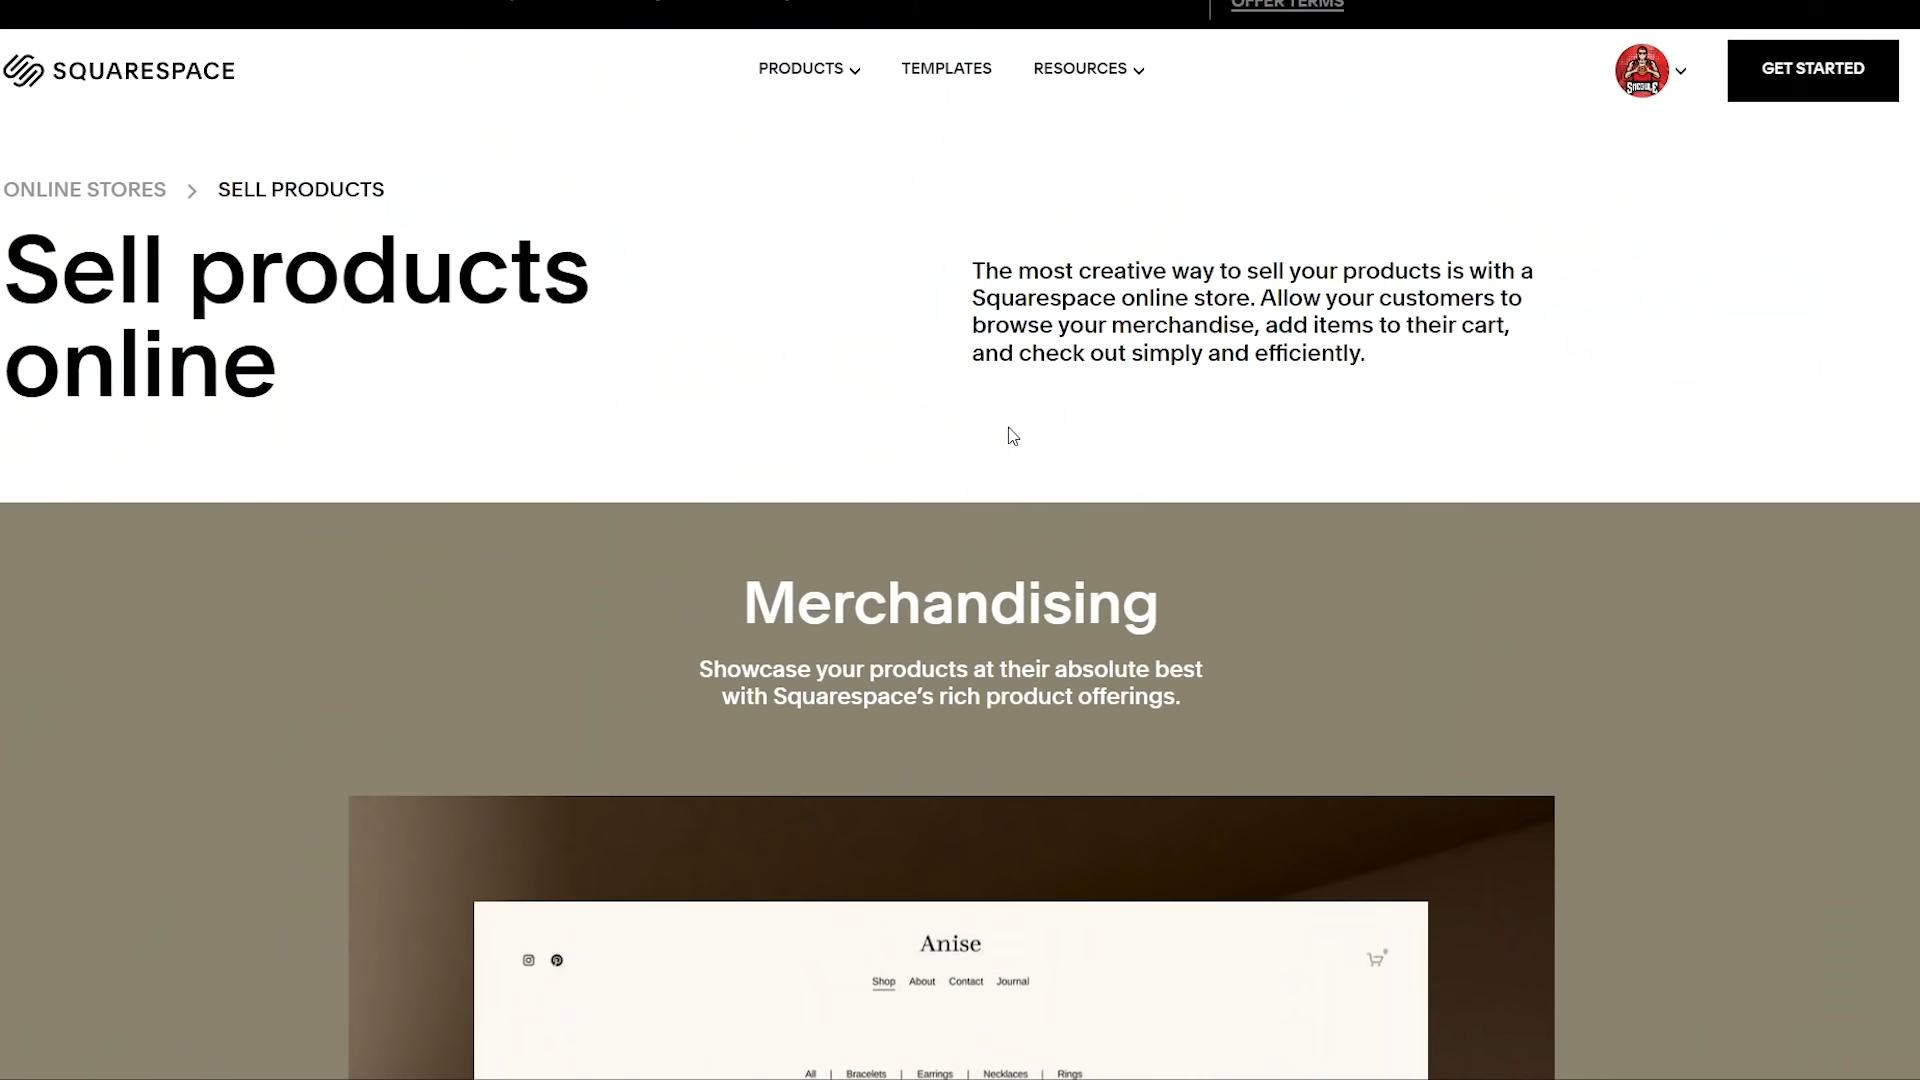 OFFER TERMS
SQUARESPACE
PRODUCTS
TEMPLATES
RESOURCES
GET STARTED
ONLINE STORES > SELL PRODUCTS
Sell products
online
The most creative way to sell your products is with a
Squarespace online store. Allow your customers to
browse your merchandise, add items to their cart,
and check out simply and efficiently.
Merchandising
Showcase your products at their absolute best
with Squarespace's rich product offerings.
Anise
Shop About Contact Journal
All | Bracelets | Earrings | Necklaces | Rings